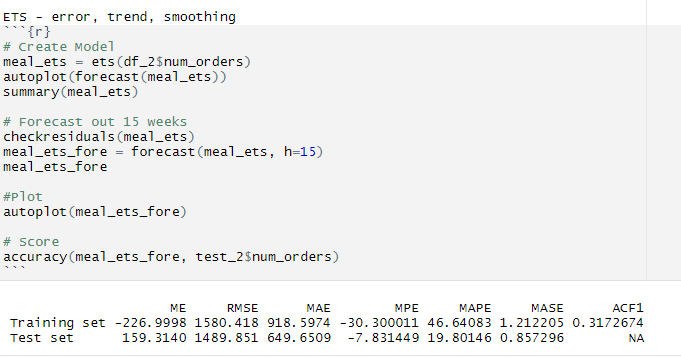 ETS - error, trend, smoothing
```{r}
# Create Model
meal_ets = ets(df_2$num_orders)
autoplot(forecast(meal_ets))
summary(meal_ets)
# Forecast out 15 weeks
checkresiduals(meal_ets)
meal_ets_fore = forecast(meal_ets, h=15)
meal_ets_fore
#Plot
autoplot(meal_ets_fore)
# Score
accuracy(meal_ets_fore, test_2$num_orders)
```
ME RMSE MAE MPE MAPE MASE ACF1
Training set -226.9998 1580.418 918.5974 -30.300011 46.64083 1.212205 0.3172674
Test set 159.3140 1489.851 649.6509 -7.831449 19.80146 0.857296 NA